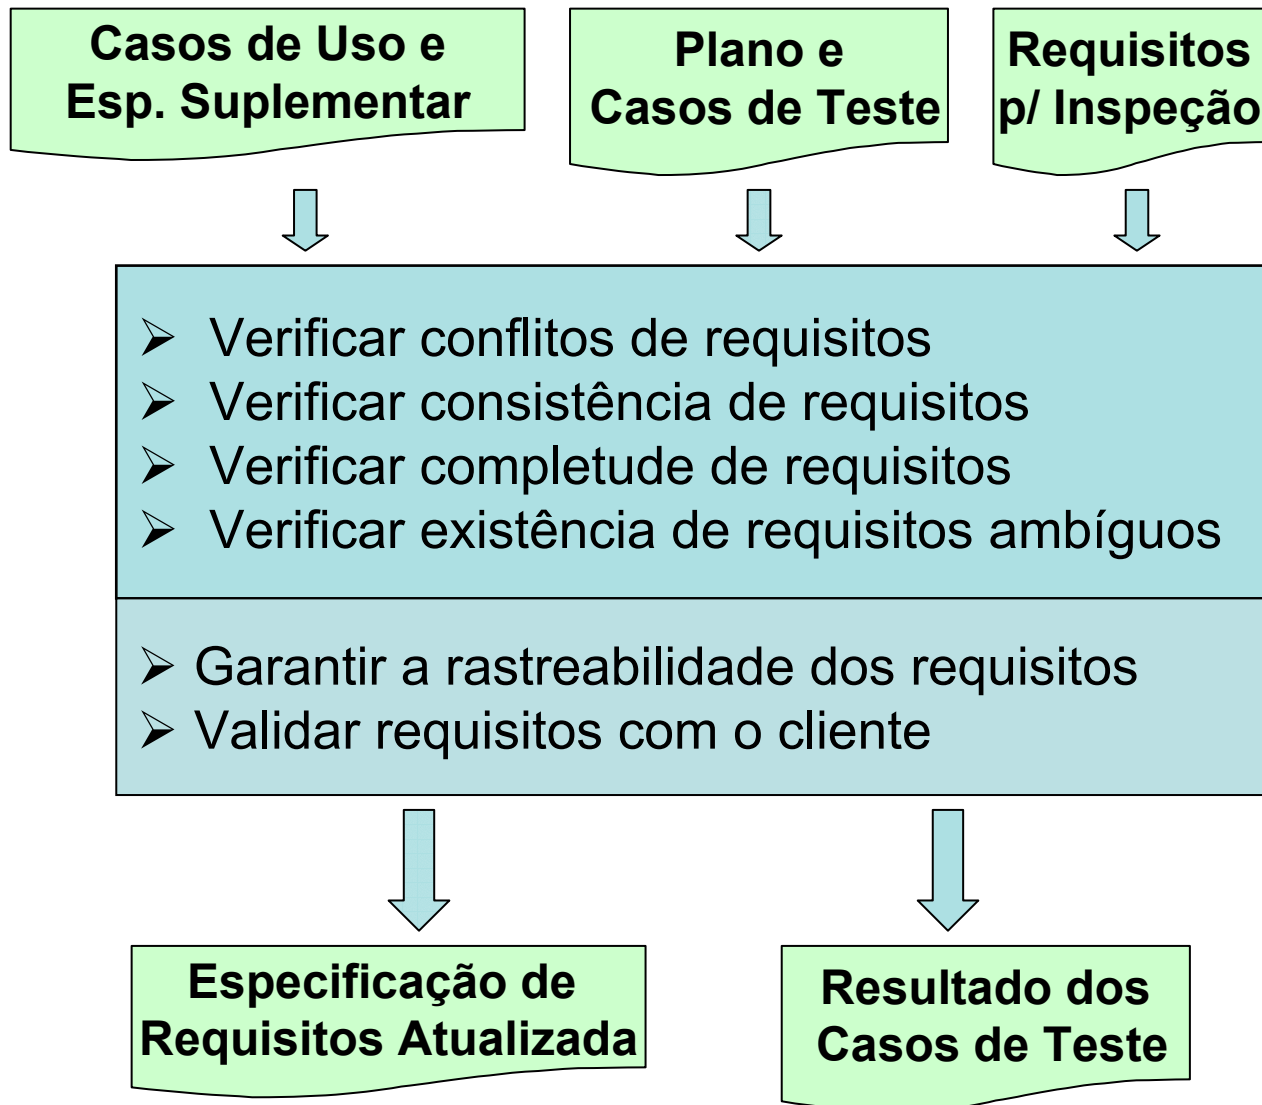 Casos de Uso e
Esp. Suplementar
Plano e
Casos de Teste
Requisitos
p/ Inspeção
➢ Verificar conflitos de requisitos
➢ Verificar consistência de requisitos
➢ Verificar completude de requisitos
➢ Verificar existência de requisitos ambíguos
➢ Garantir a rastreabilidade dos requisitos
➢ Validar requisitos com o cliente
Especificação de
Requisitos Atualizada
Resultado dos
Casos de Teste